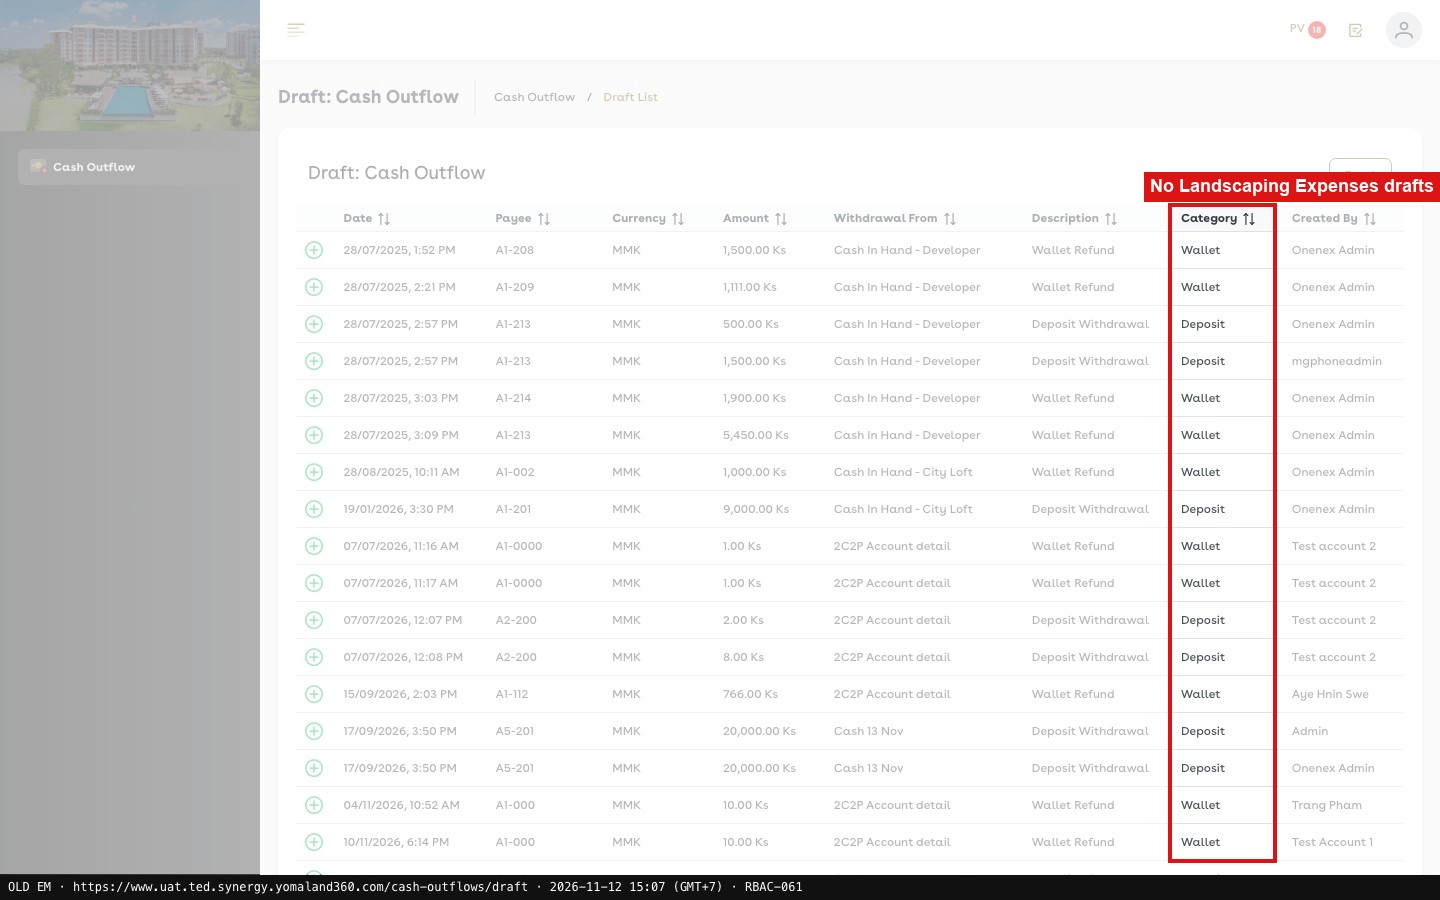 PV 18
Draft: Cash Outflow Cash Outflow / Draft List
Cash Outflow
Draft: Cash Outflow
No Landscaping Expenses drafts
Date Payee Currency Amount Withdrawal From Description Category Created By
28/07/2025, 1:52 PM A1-208 MMK 1,500.00 Ks Cash In Hand - Developer Wallet Refund Wallet Onenex Admin
28/07/2025, 2:21 PM A1-209 MMK 1,111.00 Ks Cash In Hand - Developer Wallet Refund Wallet Onenex Admin
28/07/2025, 2:57 PM A1-213 MMK 500.00 Ks Cash In Hand - Developer Deposit Withdrawal Deposit Onenex Admin
28/07/2025, 2:57 PM A1-213 MMK 1,500.00 Ks Cash In Hand - Developer Deposit Withdrawal Deposit mgphoneadmin
28/07/2025, 3:03 PM A1-214 MMK 1,900.00 Ks Cash In Hand - Developer Wallet Refund Wallet Onenex Admin
28/07/2025, 3:09 PM A1-213 MMK 5,450.00 Ks Cash In Hand - Developer Wallet Refund Wallet Onenex Admin
28/08/2025, 10:11 AM A1-002 MMK 1,000.00 Ks Cash In Hand - City Loft Wallet Refund Wallet Onenex Admin
19/01/2026, 3:30 PM A1-201 MMK 9,000.00 Ks Cash In Hand - City Loft Deposit Withdrawal Deposit Onenex Admin
07/07/2026, 11:16 AM A1-0000 MMK 1.00 Ks 2C2P Account detail Wallet Refund Wallet Test account 2
07/07/2026, 11:17 AM A1-0000 MMK 1.00 Ks 2C2P Account detail Wallet Refund Wallet Test account 2
07/07/2026, 12:07 PM A2-200 MMK 2.00 Ks 2C2P Account detail Deposit Withdrawal Deposit Test account 2
07/07/2026, 12:08 PM A2-200 MMK 8.00 Ks 2C2P Account detail Deposit Withdrawal Deposit Test account 2
15/09/2026, 2:03 PM A1-112 MMK 766.00 Ks 2C2P Account detail Wallet Refund Wallet Aye Hnin Swe
17/09/2026, 3:50 PM A5-201 MMK 20,000.00 Ks Cash 13 Nov Deposit Withdrawal Deposit Admin
17/09/2026, 3:50 PM A5-201 MMK 20,000.00 Ks Cash 13 Nov Deposit Withdrawal Deposit Onenex Admin
04/11/2026, 10:52 AM A1-000 MMK 10.00 Ks 2C2P Account detail Wallet Refund Wallet Trang Pham
10/11/2026, 6:14 PM A1-000 MMK 10.00 Ks 2C2P Account detail Wallet Refund Wallet Test Account 1
OLD EM · https://www.uat.ted.synergy.yomaland360.com/cash-outflows/draft · 2026-11-12 15:07 (GMT+7) · RBAC-061